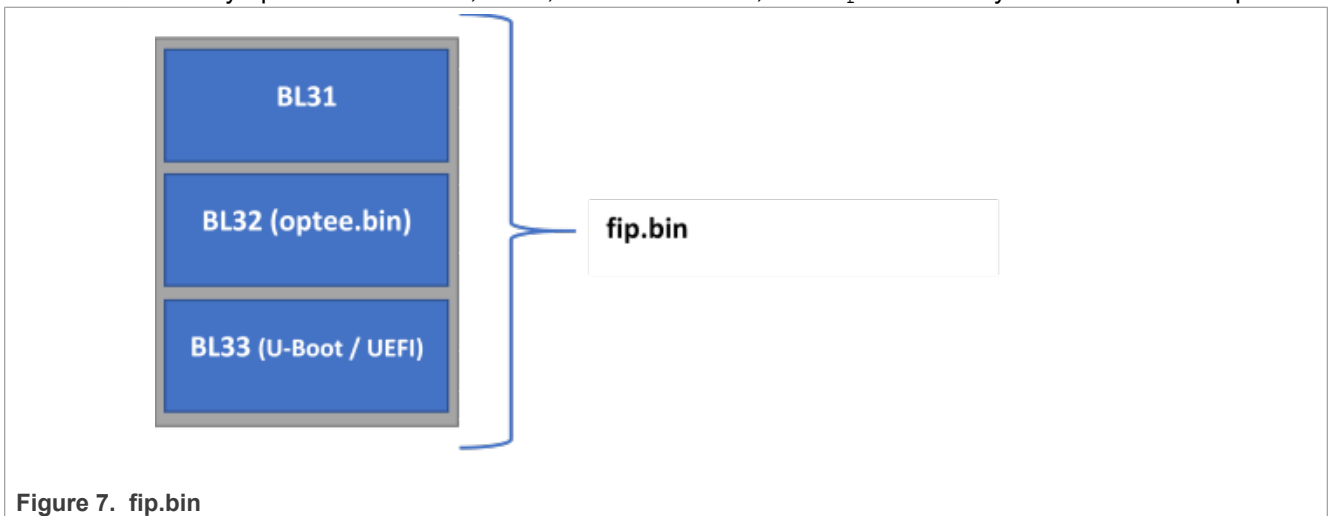 BL31
BL32 (optee.bin)
BL33 (U-Boot / UEFI)
fip.bin
Figure 7. fip.bin